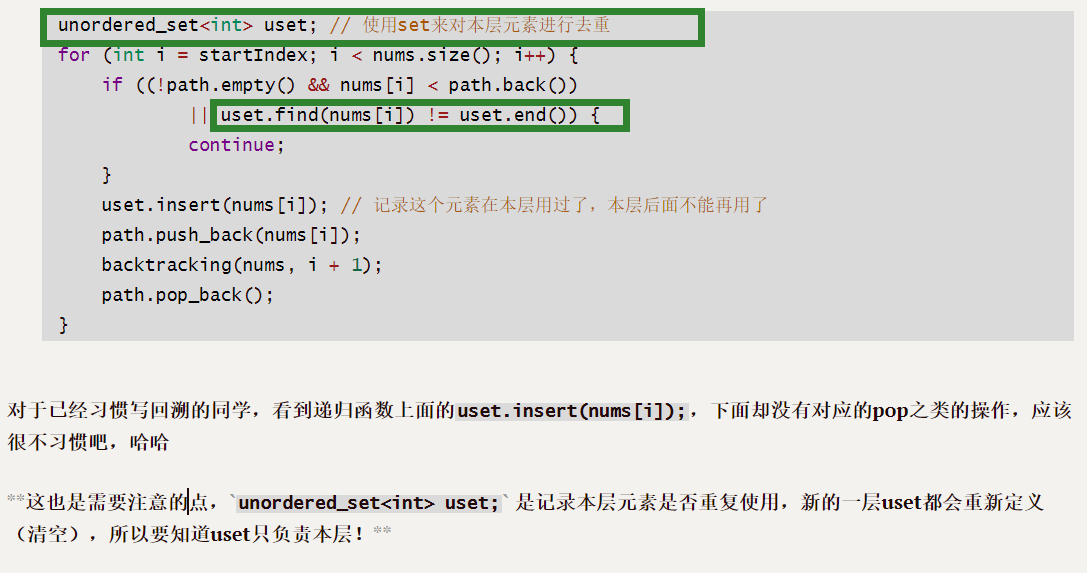 unordered_set<int> uset; // 使用set来对本层元素进行去重
for (int i = startIndex; i < nums.size(); i++) {
    if ((!path.empty() && nums[i] < path.back())
            || uset.find(nums[i]) != uset.end()) {
            continue;
    }
    uset.insert(nums[i]); // 记录这个元素在本层用过了，本层后面不能再用了
    path.push_back(nums[i]);
    backtracking(nums, i + 1);
    path.pop_back();
}
对于已经习惯写回溯的同学，看到递归函数上面的uset.insert(nums[i]);，下面却没有对应的pop之类的操作，应该
很不习惯吧，哈哈
**这也是需要注意的点，`unordered_set<int> uset;` 是记录本层元素是否重复使用，新的一层uset都会重新定义
（清空），所以要知道uset只负责本层！**